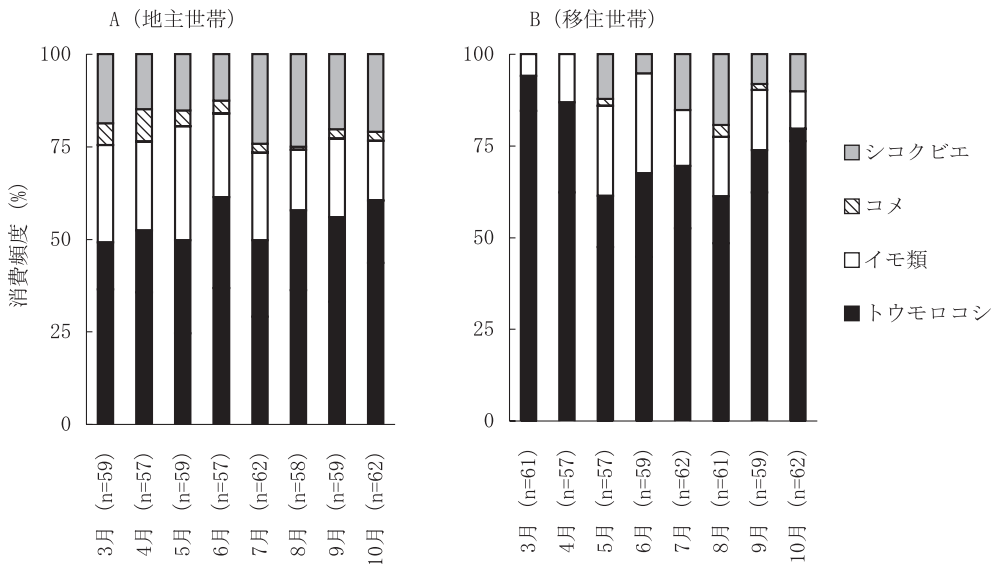 A（地主世帯）
消費頻度（%）
100
75
50
25
0
3月（n=59）
4月（n=57）
5月（n=59）
6月（n=57）
7月（n=62）
8月（n=58）
9月（n=59）
10月（n=62）
B（移住世帯）
100
75
50
25
0
3月（n=61）
4月（n=57）
5月（n=57）
6月（n=59）
7月（n=62）
8月（n=61）
9月（n=59）
10月（n=62）
シコクビエ
コメ
イモ類
トウモロコシ